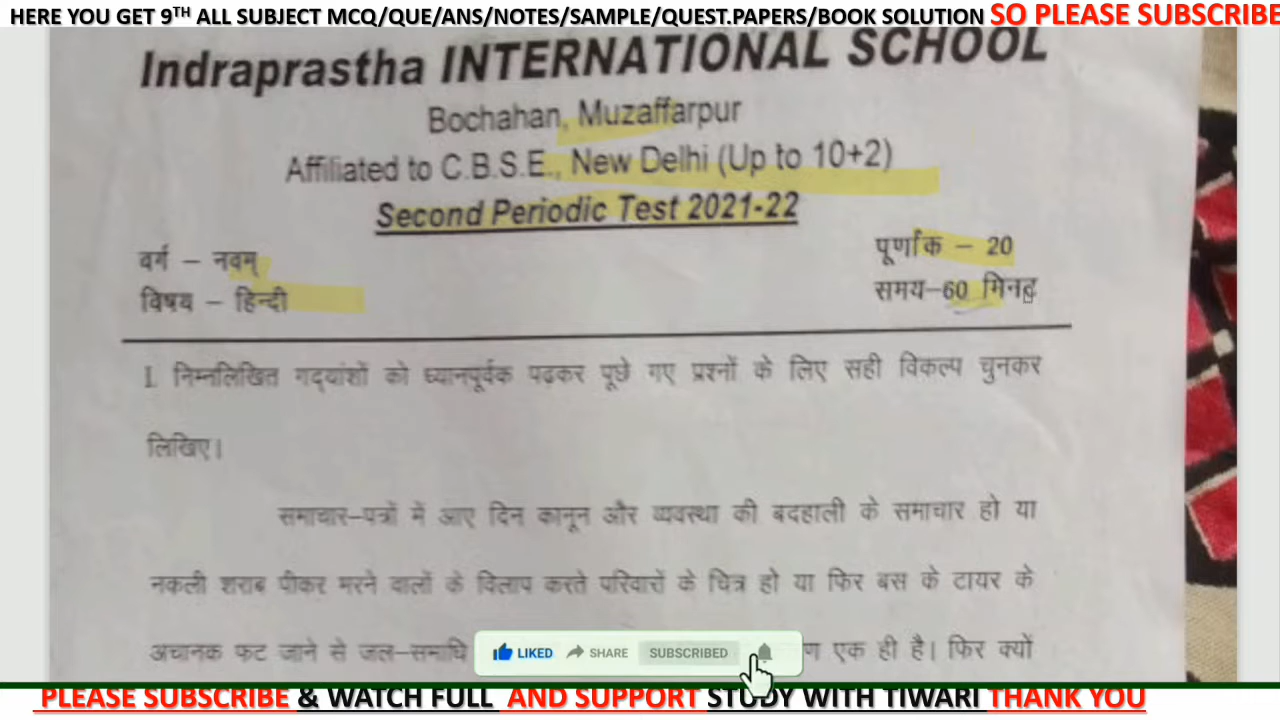 HERE YOU GET 9TH ALL SUBJECT MCQ/QUE/ANS/NOTES/SAMPLE/QUEST.PAPERS/BOOK SOLUTION SO PLEASE SUBSCRIBE
Indraprastha INTERNATIONAL SCHOOL
Bochahan, Muzaffarpur
Affiliated to C.B.S.E., New Delhi (Up to 10+2)
Second Periodic Test 2021-22
वर्ग – नवम् पूर्णांक – 20
विषय – हिन्दी समय–60 मिनट
I. निम्नलिखित गद्यांशों को ध्यानपूर्वक पढकर पूछे गए प्रश्नों के लिए सही विकल्प चुनकर
लिखिए।
समाचार–पत्रों में आए दिन कानून और व्यवस्था की बदहाली के समाचार हो या
नकली शराब पीकर मरने वालों के विलाप करते परिवारों के चित्र हो या फिर बस के टायर के
अचानक फट जाने से जल–समाधि एक ही है। फिर क्यों
LIKED SHARE SUBSCRIBED
PLEASE SUBSCRIBE & WATCH FULL AND SUPPORT STUDY WITH TIWARI THANK YOU